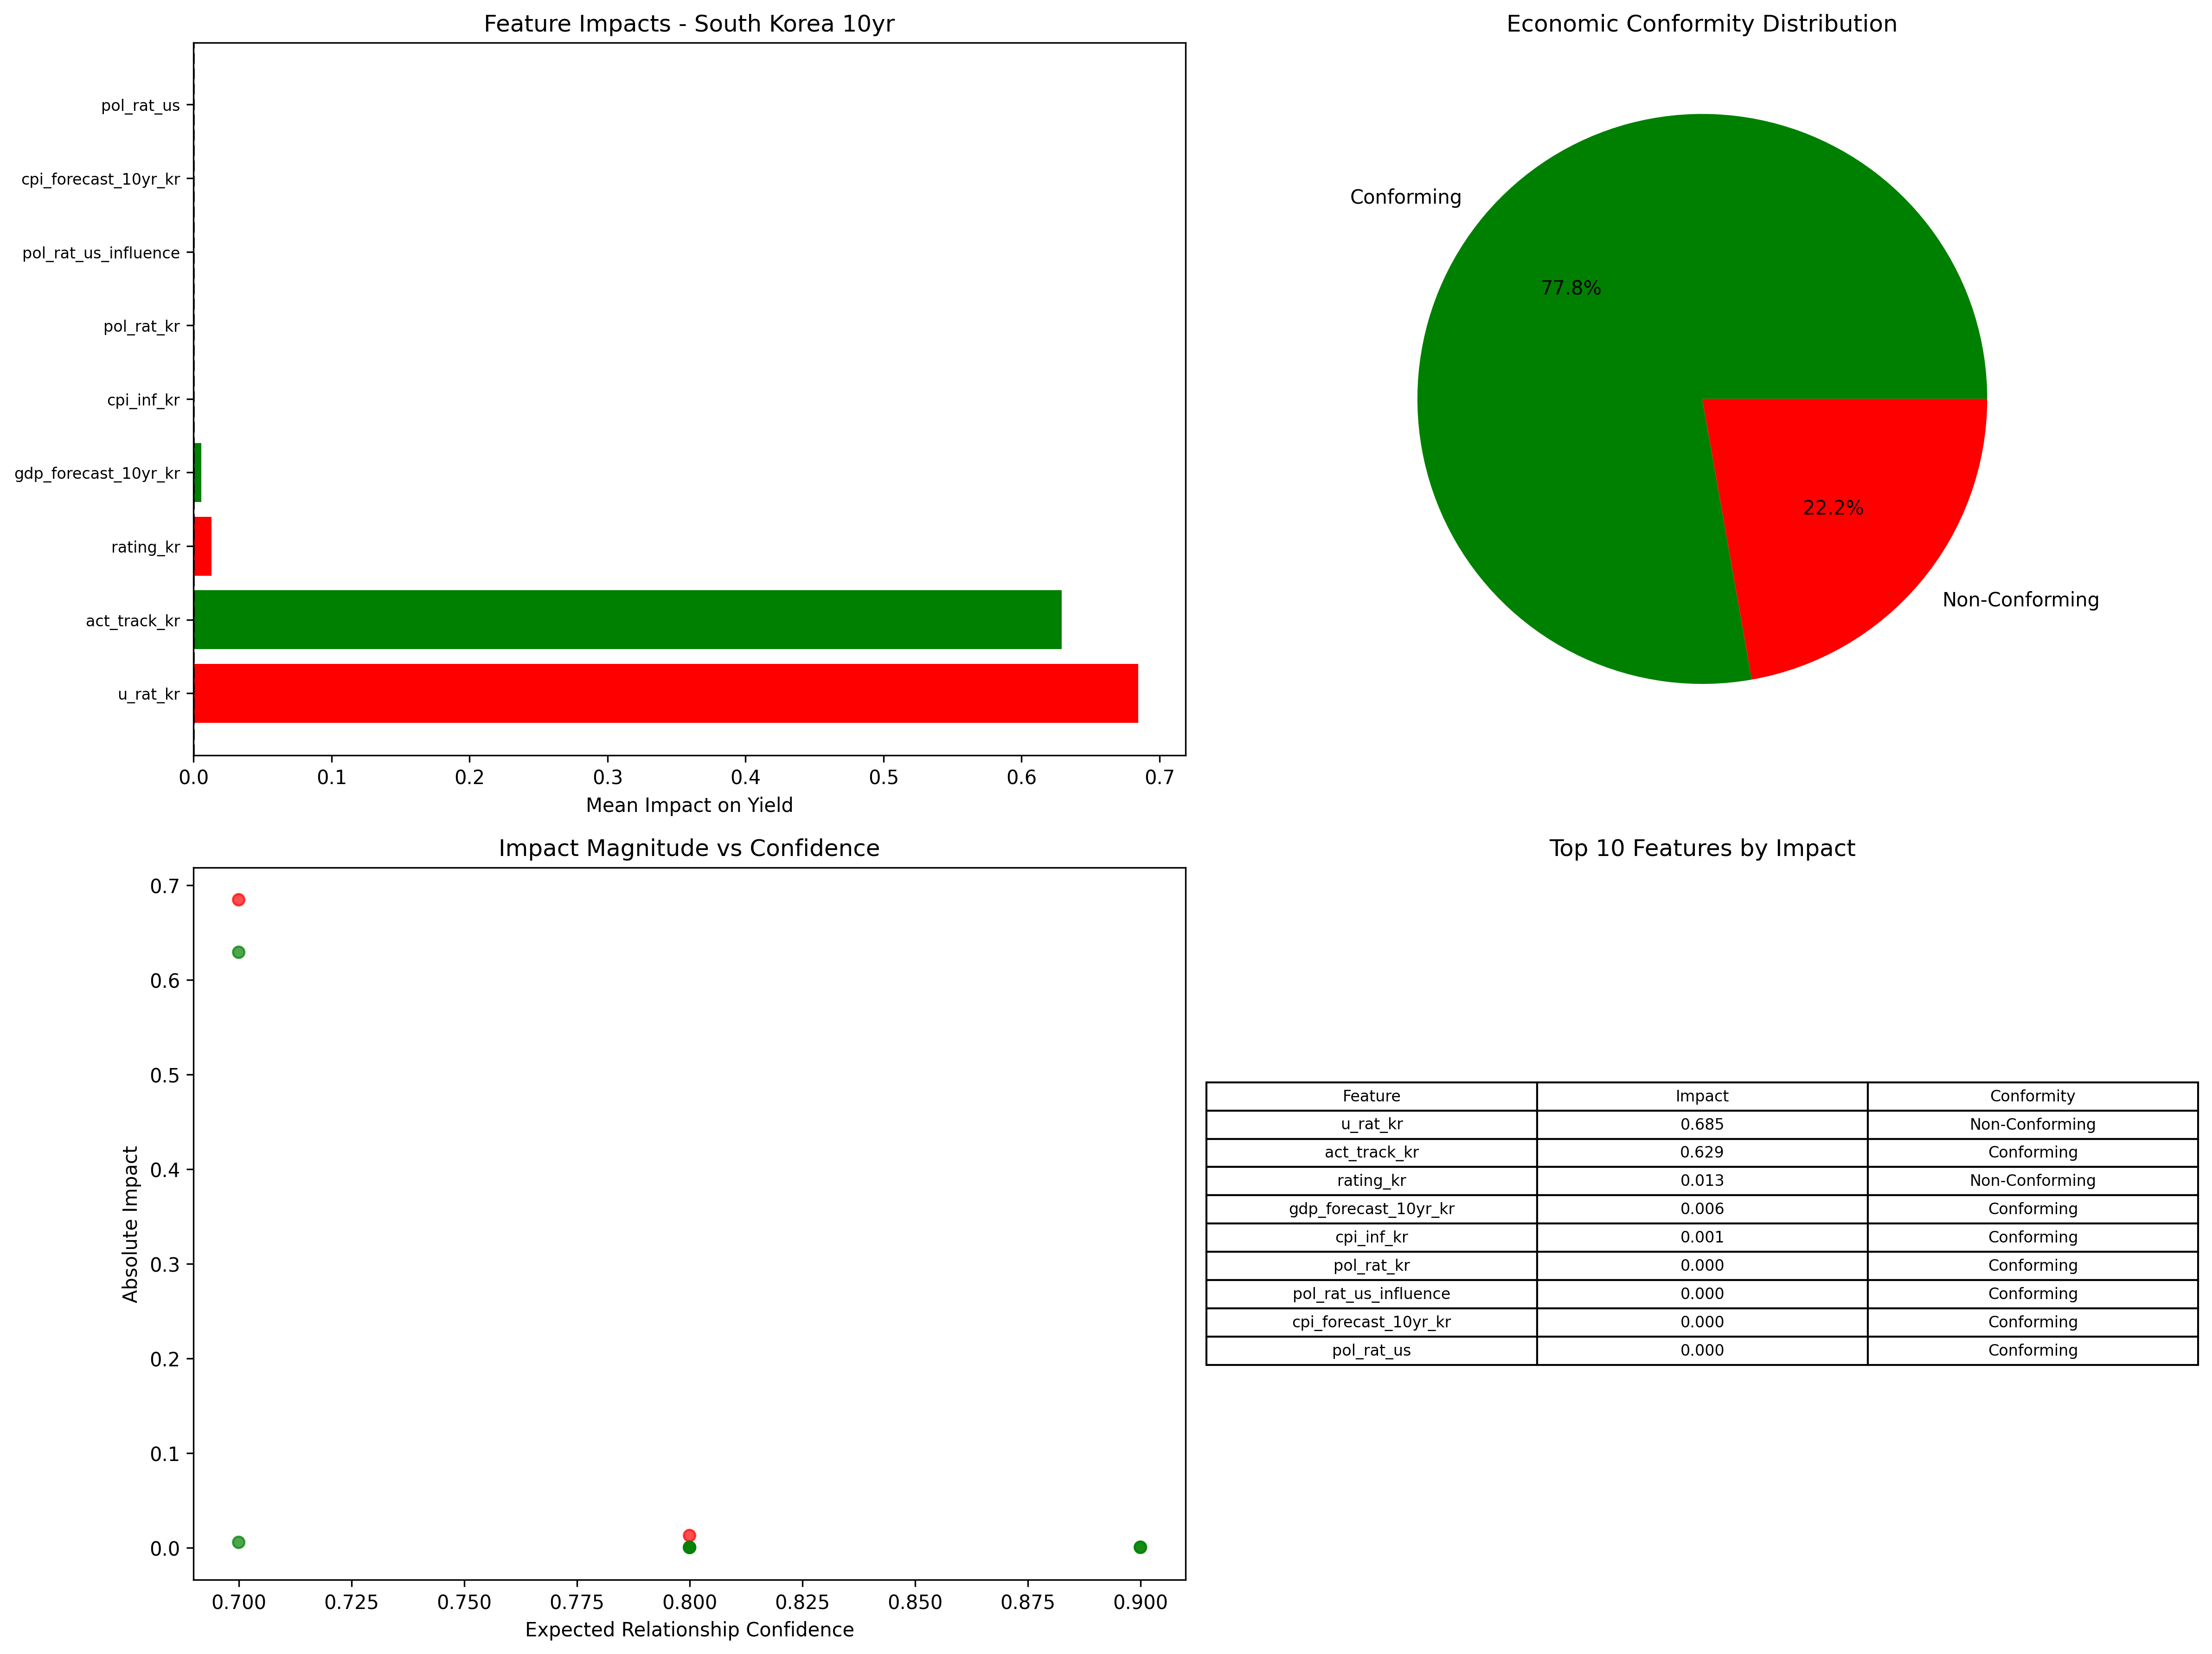 Feature Impacts - South Korea 10yr
pol_rat_us
cpi_forecast_10yr_kr
pol_rat_us_influence
pol_rat_kr
cpi_inf_kr
gdp_forecast_10yr_kr
rating_kr
act_track_kr
u_rat_kr
0.0 0.1 0.2 0.3 0.4 0.5 0.6 0.7
Mean Impact on Yield
Economic Conformity Distribution
Conforming
77.8%
22.2%
Non-Conforming
Impact Magnitude vs Confidence
Absolute Impact
0.7
0.6
0.5
0.4
0.3
0.2
0.1
0.0
0.700 0.725 0.750 0.775 0.800 0.825 0.850 0.875 0.900
Expected Relationship Confidence
Top 10 Features by Impact
Feature Impact Conformity
u_rat_kr 0.685 Non-Conforming
act_track_kr 0.629 Conforming
rating_kr 0.013 Non-Conforming
gdp_forecast_10yr_kr 0.006 Conforming
cpi_inf_kr 0.001 Conforming
pol_rat_kr 0.000 Conforming
pol_rat_us_influence 0.000 Conforming
cpi_forecast_10yr_kr 0.000 Conforming
pol_rat_us 0.000 Conforming